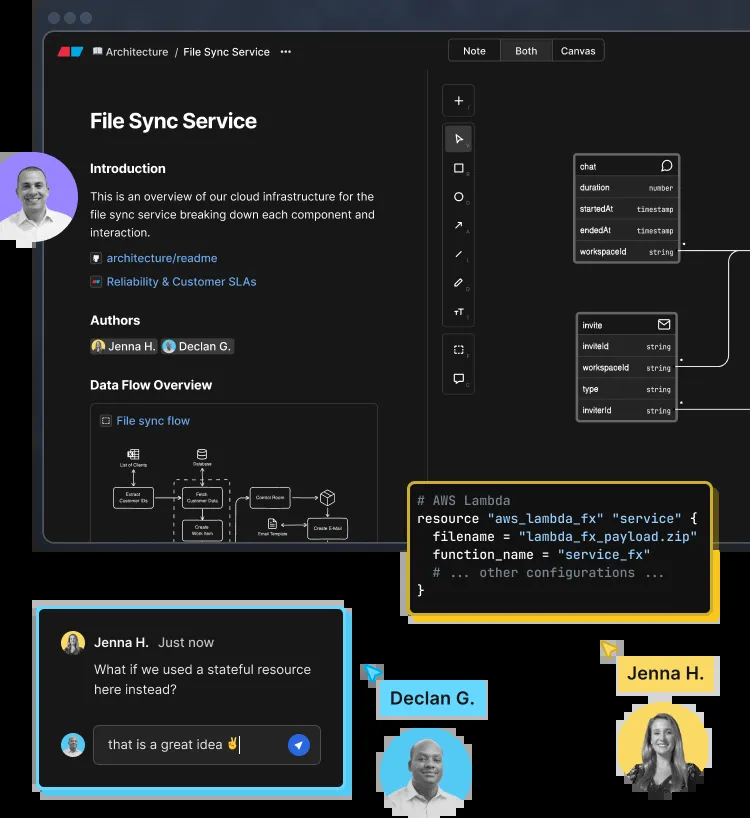 Architecture / File Sync Service ...
Note Both Canvas
File Sync Service
Introduction
This is an overview of our cloud infrastructure for the
file sync service breaking down each component and
interaction.
architecture/readme
Reliability & Customer SLAs
Authors
Jenna H. Declan G.
Data Flow Overview
File sync flow
List of Clients
Database
Extract
Customer IDs
Fetch
Customer Data
Control Room
Create
Work Item
Email Template
Create E-Mail
chat
duration number
startedAt timestamp
endedAt timestamp
workspaceId string
invite
inviteId string
workspaceId string
type string
inviterId string
# AWS Lambda
resource "aws_lambda_fx" "service" {
filename = "lambda_fx_payload.zip"
function_name = "service_fx"
# ... other configurations ...
}
Jenna H. Just now
What if we used a stateful resource
here instead?
that is a great idea ✌️
Declan G.
Jenna H.